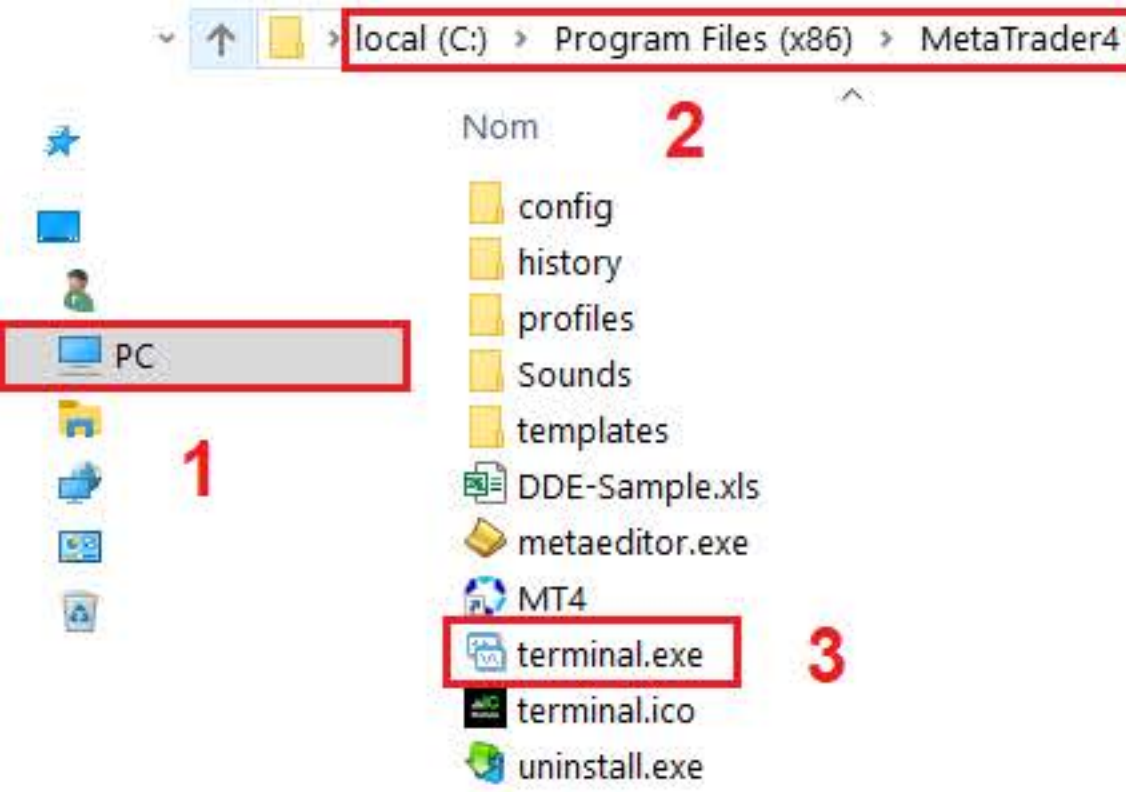 local (C:) > Program Files (x86) > MetaTrader4
Nom
2
config
history
profiles
PC
Sounds
templates
1
DDE-Sample.xls
metaeditor.exe
MT4
terminal.exe
3
terminal.ico
uninstall.exe